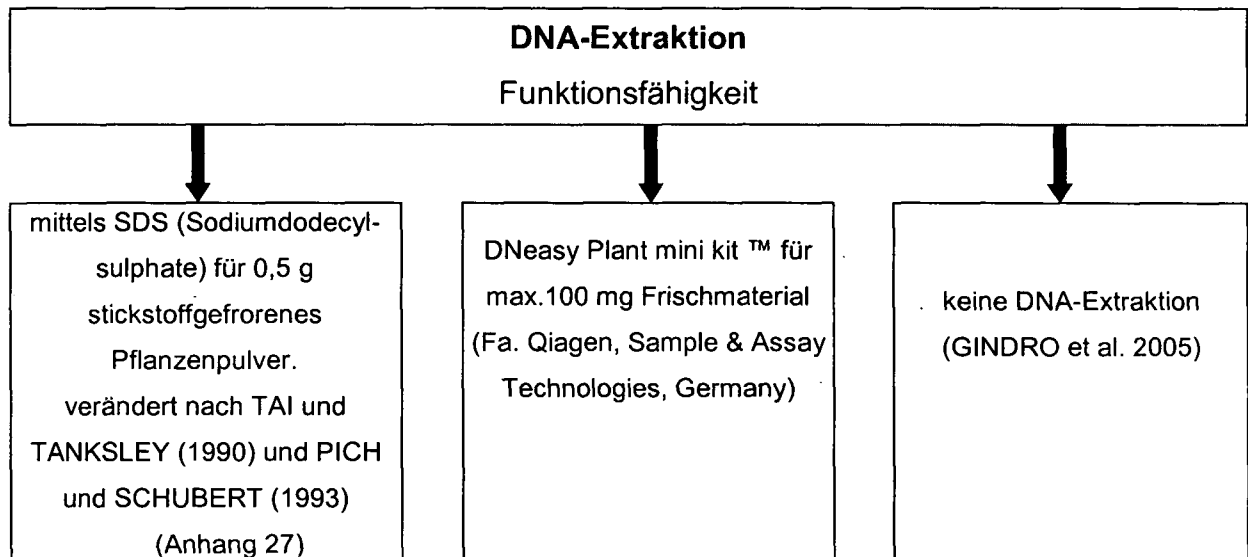 DNA-Extraktion
Funktionsfähigkeit
mittels SDS (Sodiumdodecyl-
sulphate) für 0,5 g
stickstoffgefrorenes
Pflanzenpulver.
verändert nach TAI und
TANKSLEY (1990) und PICH
und SCHUBERT (1993)
(Anhang 27)
DNeasy Plant mini kit ™ für
max.100 mg Frischmaterial
(Fa. Qiagen, Sample & Assay
Technologies, Germany)
keine DNA-Extraktion
(GINDRO et al. 2005)